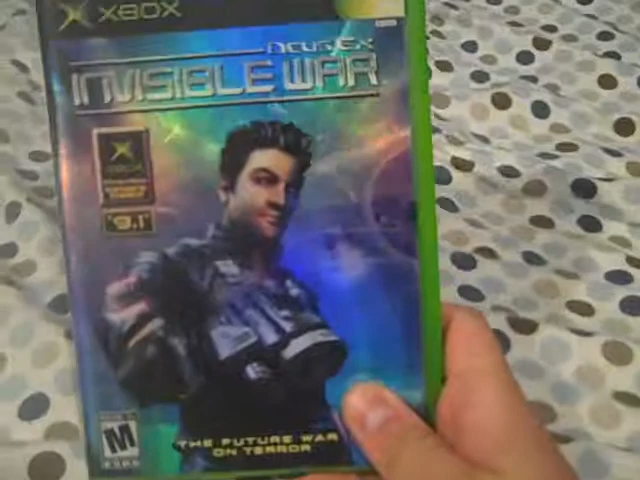 XBOX
DEUS EX
INVISIBLE WAR
9.1
M
THE FUTURE WAR
ON TERROR